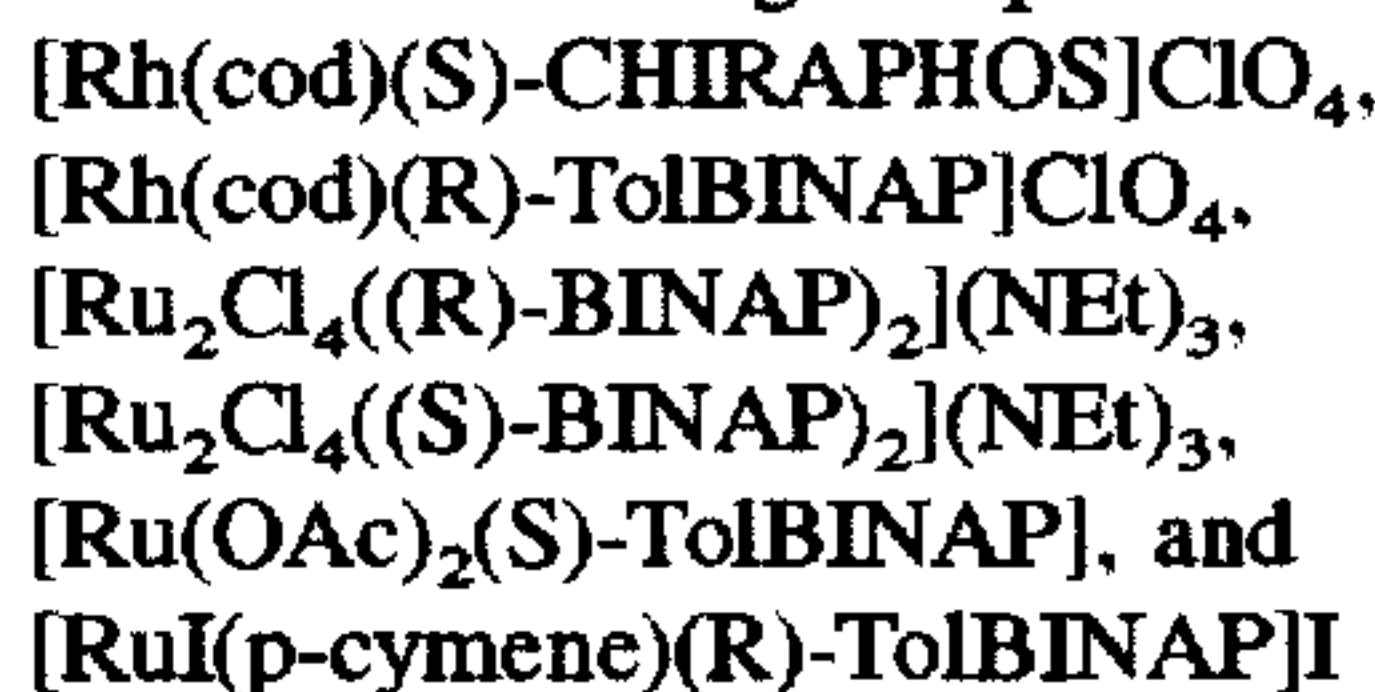 [Rh(cod)(S)-CHIRAPHOS]ClO₄,
[Rh(cod)(R)-TolBINAP]ClO₄,
[Ru₂Cl₄((R)-BINAP)₂](NEt)₃,
[Ru₂Cl₄((S)-BINAP)₂](NEt)₃,
[Ru(OAc)₂(S)-TolBINAP], and
[RuI(p-cymene)(R)-TolBINAP]I